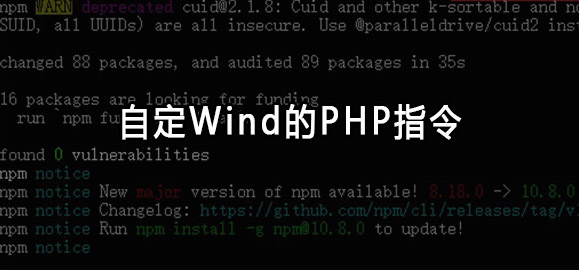 npm WARN deprecated cuid@2.1.8: Cuid and other k-sortable and no
SUID, all UUIDs) are all insecure. Use @paralleldrive/cuid2 inst
changed 88 packages, and audited 89 packages in 35s
16 packages are looking for funding
run `npm fu
自定Wind的PHP指令
found 0 vulnerabilities
npm notice
npm notice New major version of npm available! 8.18.0 -> 10.8.0
npm notice Changelog: https://github.com/npm/cli/releases/tag/v
npm notice Run npm install -g npm@10.8.0 to update!
npm notice